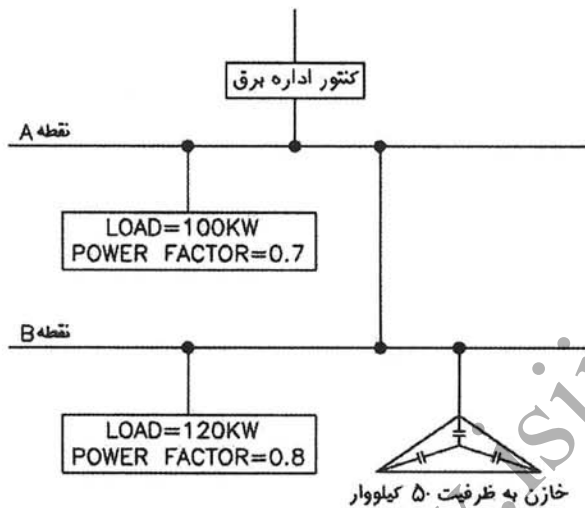 کنتور اداره برق
نقطه A
LOAD=100KW
POWER FACTOR=0.7
نقطه B
LOAD=120KW
POWER FACTOR=0.8
خازن به ظرفیت ۵۰ کیلووار